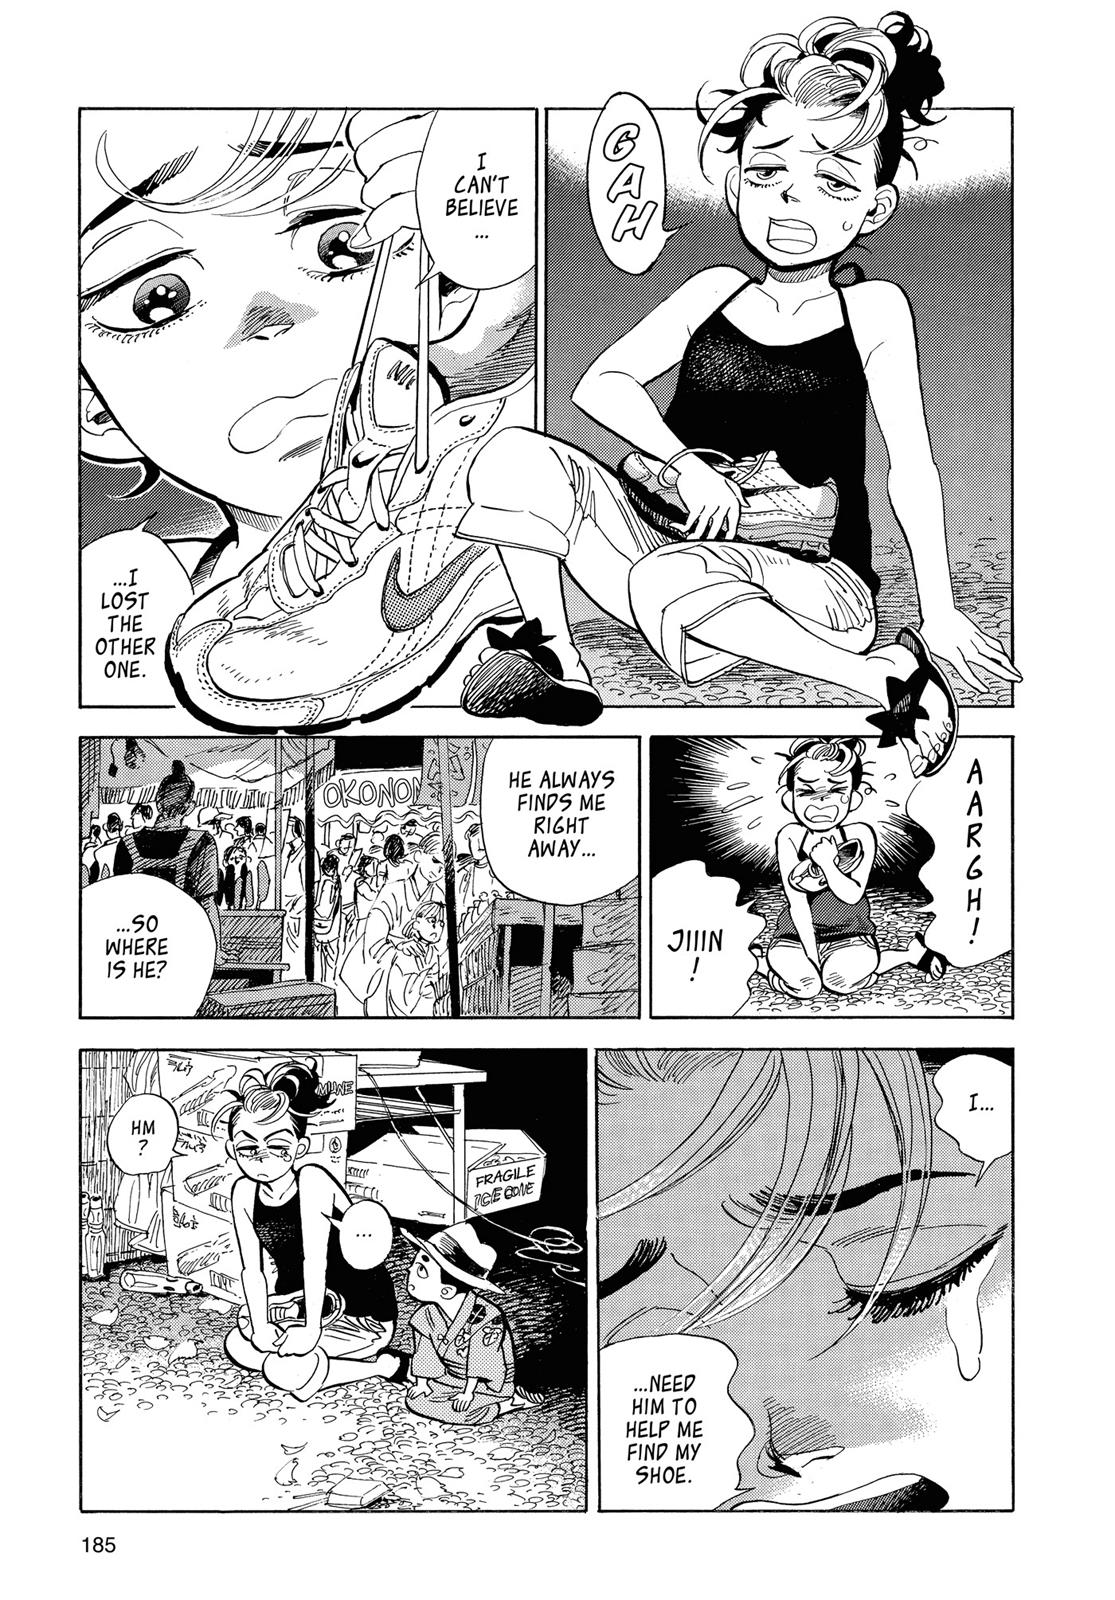 GAH
I
CAN'T
BELIEVE
...
...I
LOST
THE
OTHER
ONE.
AARGH!
JIIIN
!
HE ALWAYS
FINDS ME
RIGHT
AWAY...
OKONOM
...SO
WHERE
IS HE?
I...
...NEED
HIM TO
HELP ME
FIND MY
SHOE.
HM
?
MUNE
...
FRAGILE
ICE CONE
185